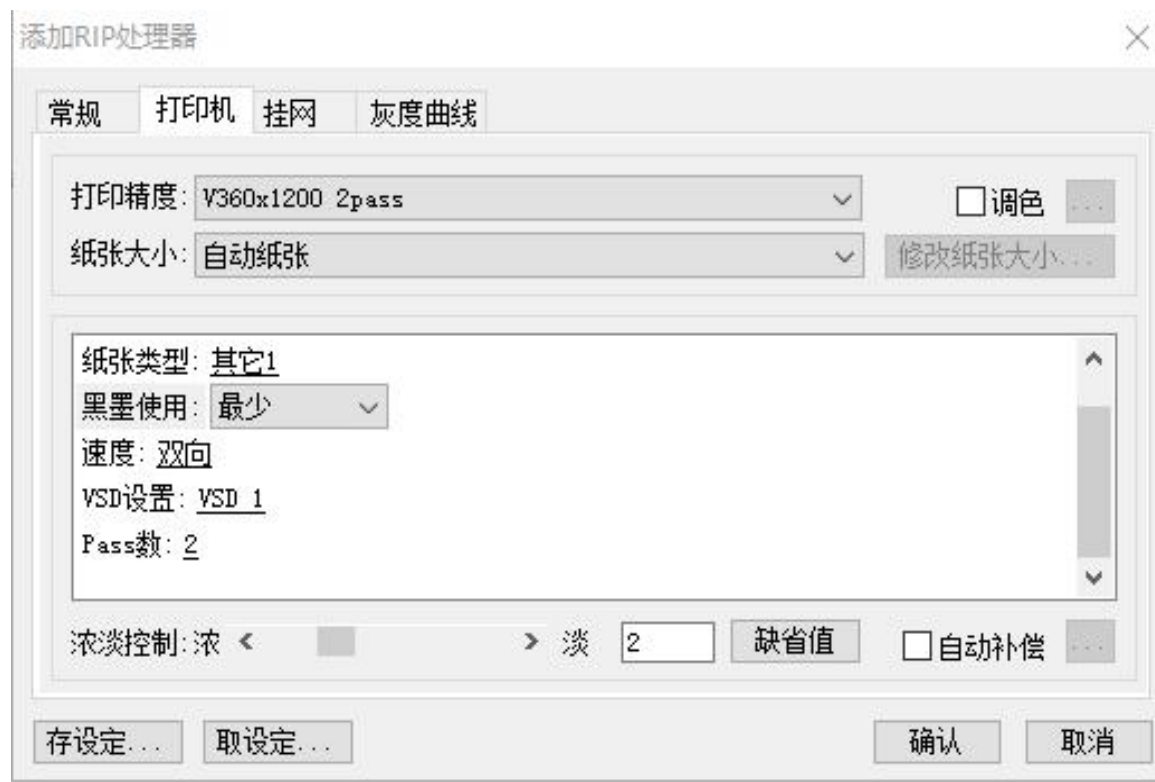 添加RIP处理器
常规 打印机 挂网 灰度曲线
打印精度: V360x1200 2pass 调色 ...
纸张大小: 自动纸张 修改纸张大小...
纸张类型: 其它1
黑墨使用: 最少
速度: 双向
VSD设置: VSD 1
Pass数: 2
浓淡控制: 浓 < > 淡 2 缺省值 自动补偿 ...
存设定... 取设定... 确认 取消